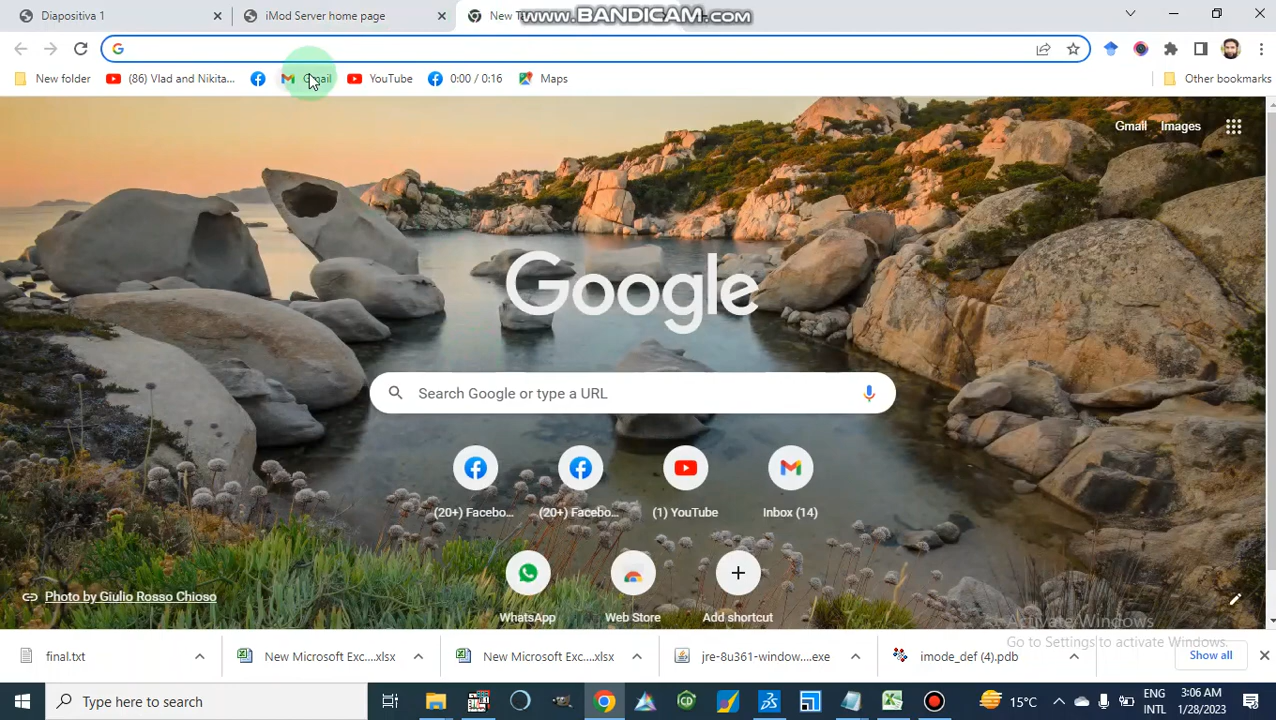 Diapositiva 1
iMod Server home page
New T
www.BANDICAM.com
New folder
(86) Vlad and Nikita...
Gmail
YouTube
0:00 / 0:16
Maps
Other bookmarks
Gmail
Images
Google
Search Google or type a URL
(20+) Facebo...
(20+) Facebo...
(1) YouTube
Inbox (14)
WhatsApp
Web Store
Add shortcut
Photo by Giulio Rosso Chioso
Activate Windows
Go to Settings to activate Windows.
final.txt
New Microsoft Exc....xlsx
New Microsoft Exc....xlsx
jre-8u361-window....exe
imode_def (4).pdb
Show all
Type here to search
15°C
ENG
INTL
3:06 AM
1/28/2023